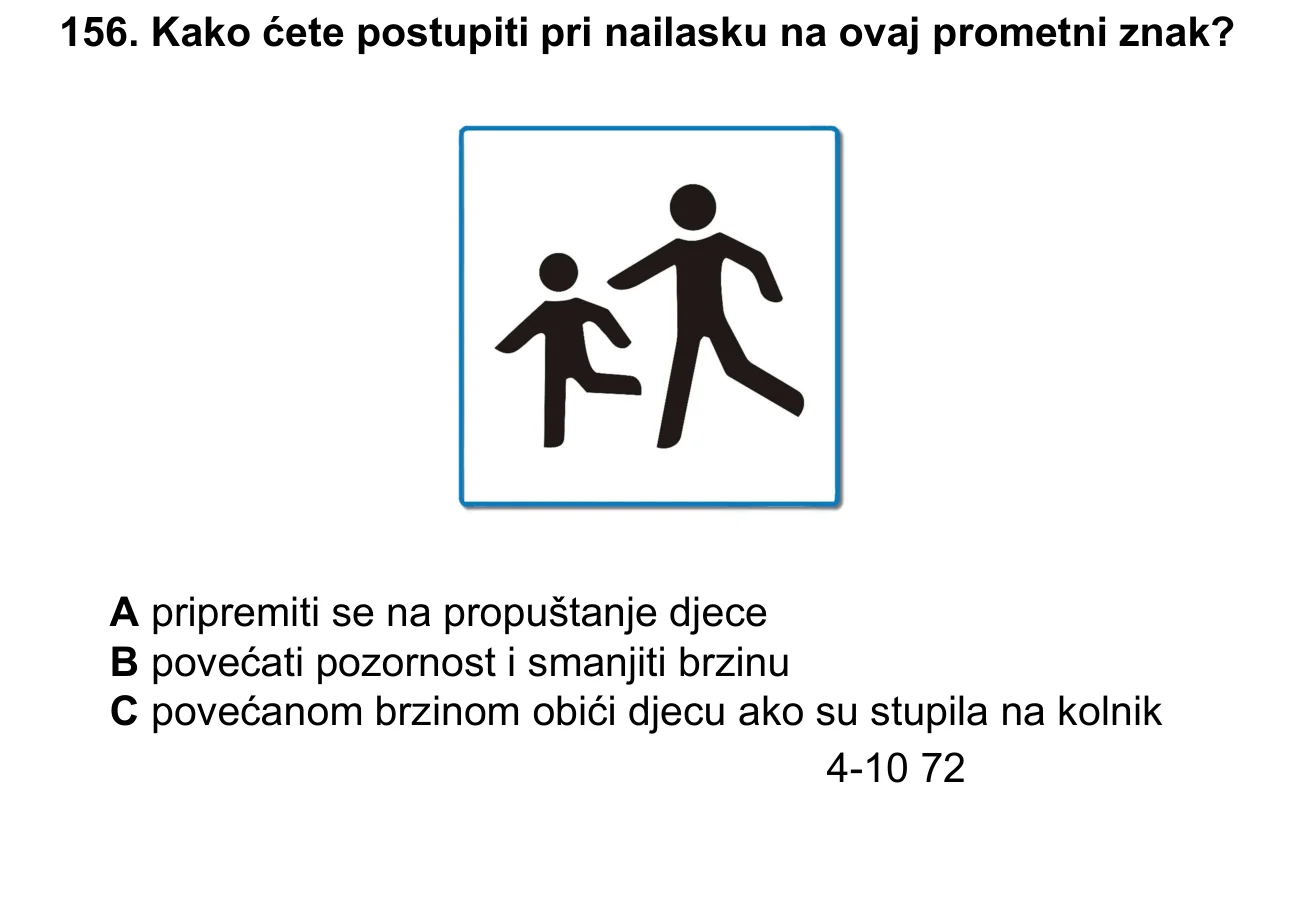 156. Kako ćete postupiti pri nailasku na ovaj prometni znak?
A pripremiti se na propuštanje djece
B povećati pozornost i smanjiti brzinu
C povećanom brzinom obići djecu ako su stupila na kolnik
4-10 72